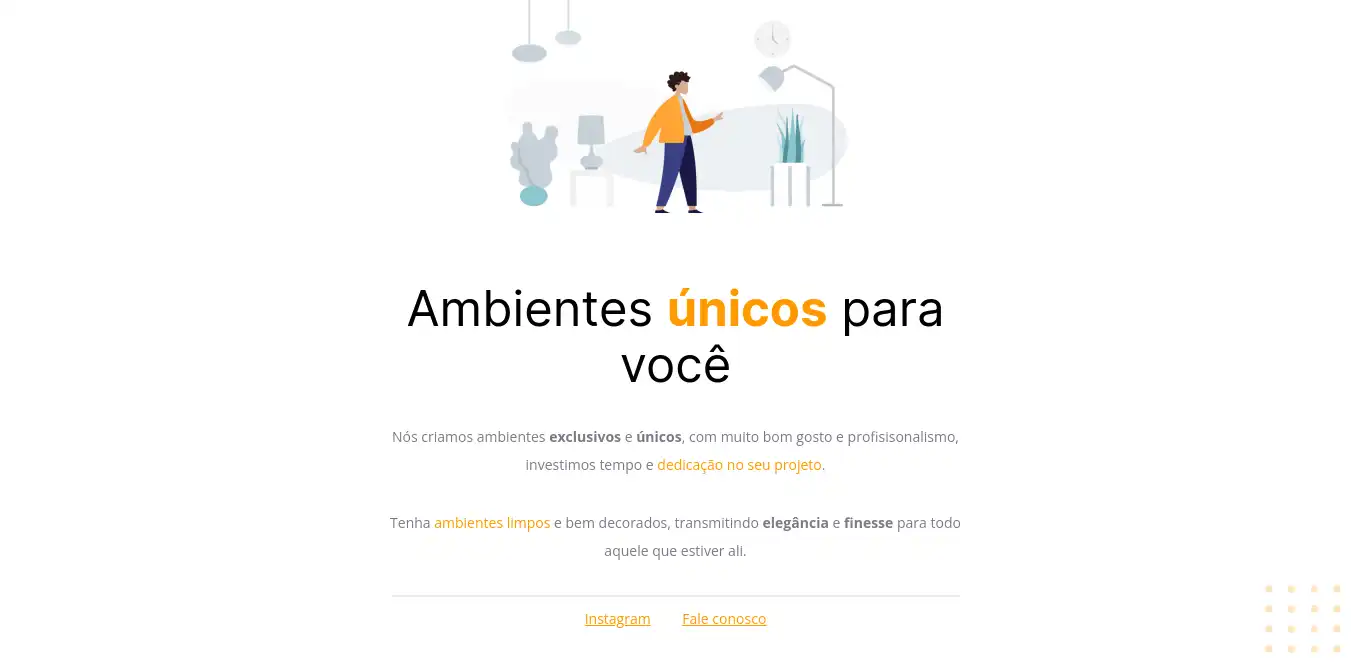 Ambientes únicos para
você
Nós criamos ambientes exclusivos e únicos, com muito bom gosto e profisisonalismo,
investimos tempo e dedicação no seu projeto.
Tenha ambientes limpos e bem decorados, transmitindo elegância e finesse para todo
aquele que estiver ali.
Instagram Fale conosco